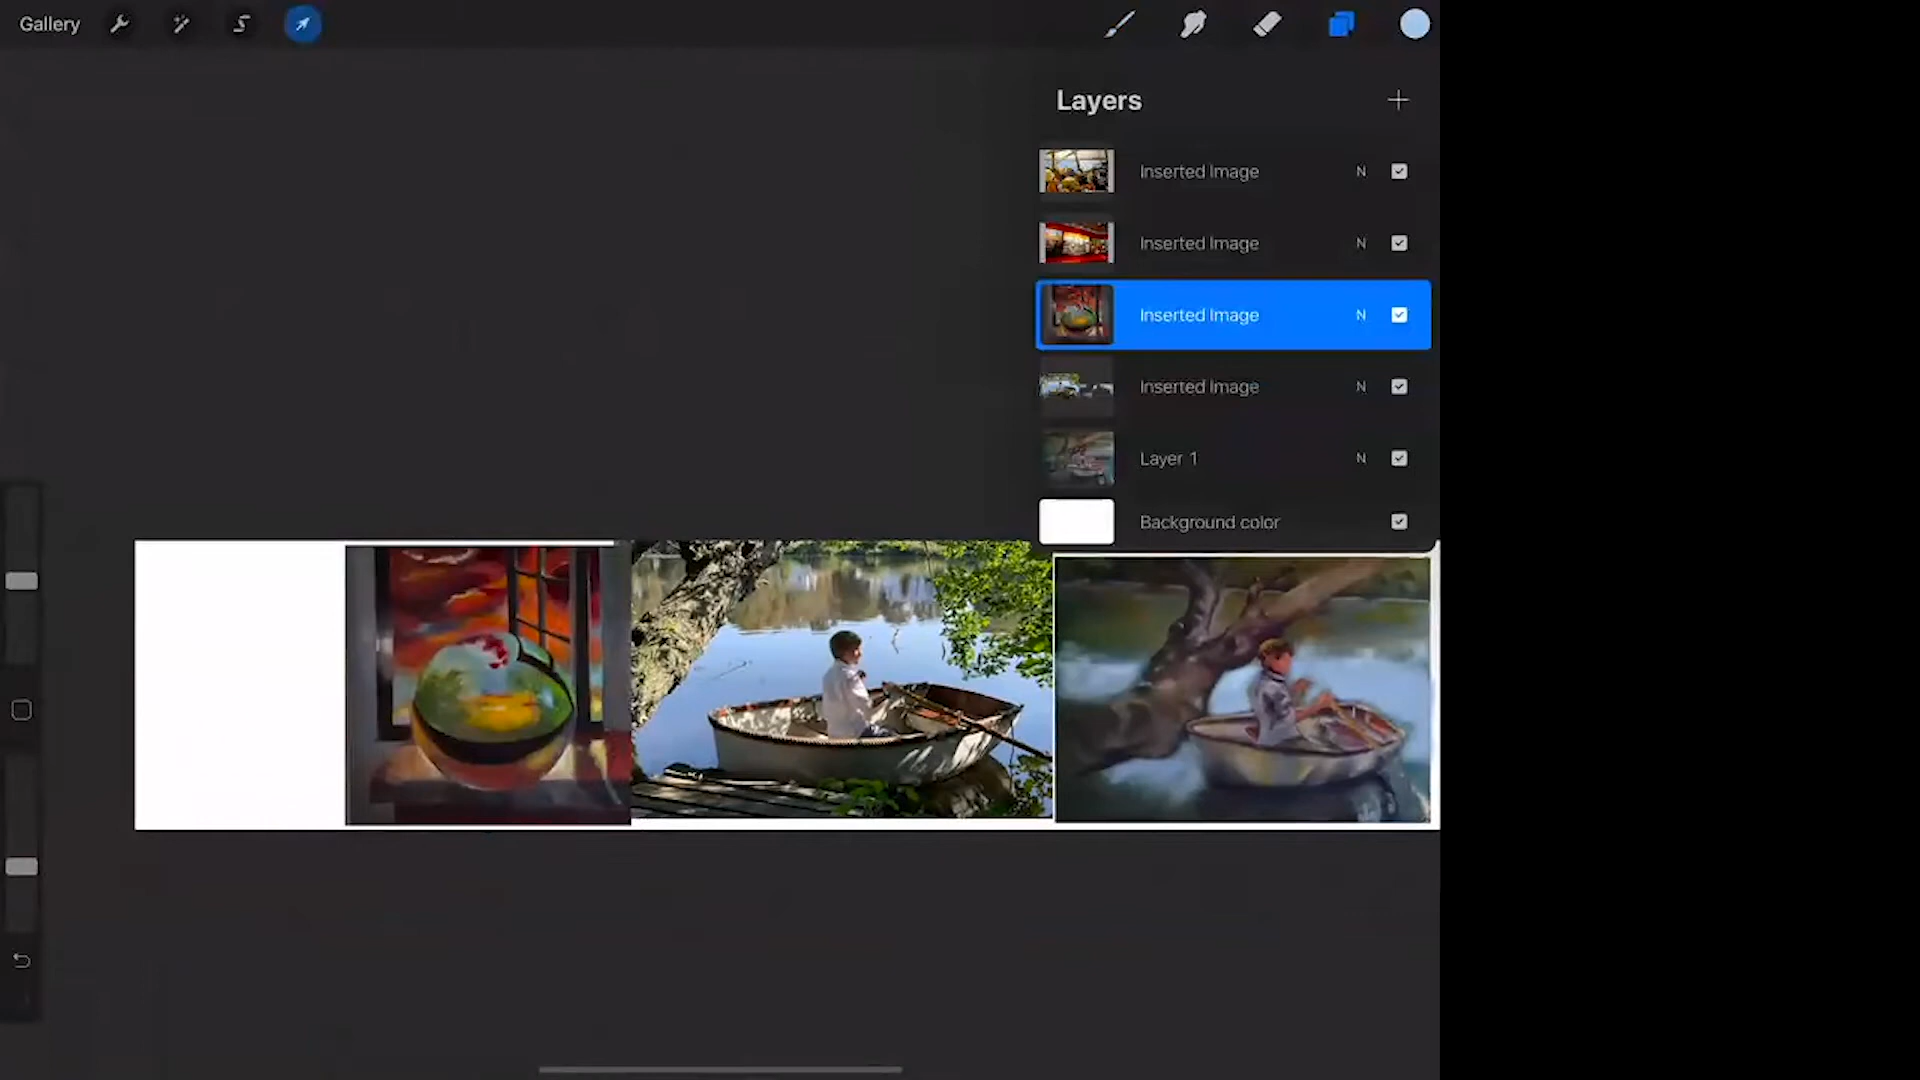 Gallery
Layers
Inserted Image N
Inserted Image N
Inserted Image N
Inserted Image N
Layer 1 N
Background color